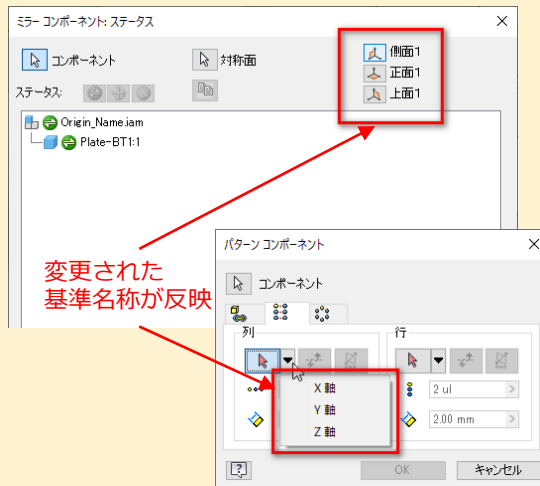 ミラー コンポーネント: ステータス
コンポーネント
対称面
側面1
正面1
上面1
ステータス:
Origin_Name.iam
Plate-BT1:1
変更された
基準名称が反映
パターン コンポーネント
コンポーネント
列
行
X 軸
Y 軸
Z 軸
2 ul
2.00 mm
OK
キャンセル